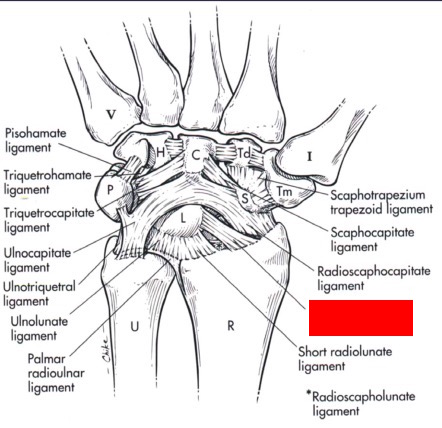 V
I
H
C
Td
P
S
Tm
L
U
R
Pisohamate
ligament
Triquetrohamate
ligament
Triquetrocapitate
ligament
Ulnocapitate
ligament
Ulnotriquetral
ligament
Ulnolunate
ligament
Palmar
radioulnar
ligament
Chike
Scaphotrapezium
trapezoid ligament
Scaphocapitate
ligament
Radioscaphocapitate
ligament
Short radiolunate
ligament
*Radioscapholunate
ligament
*